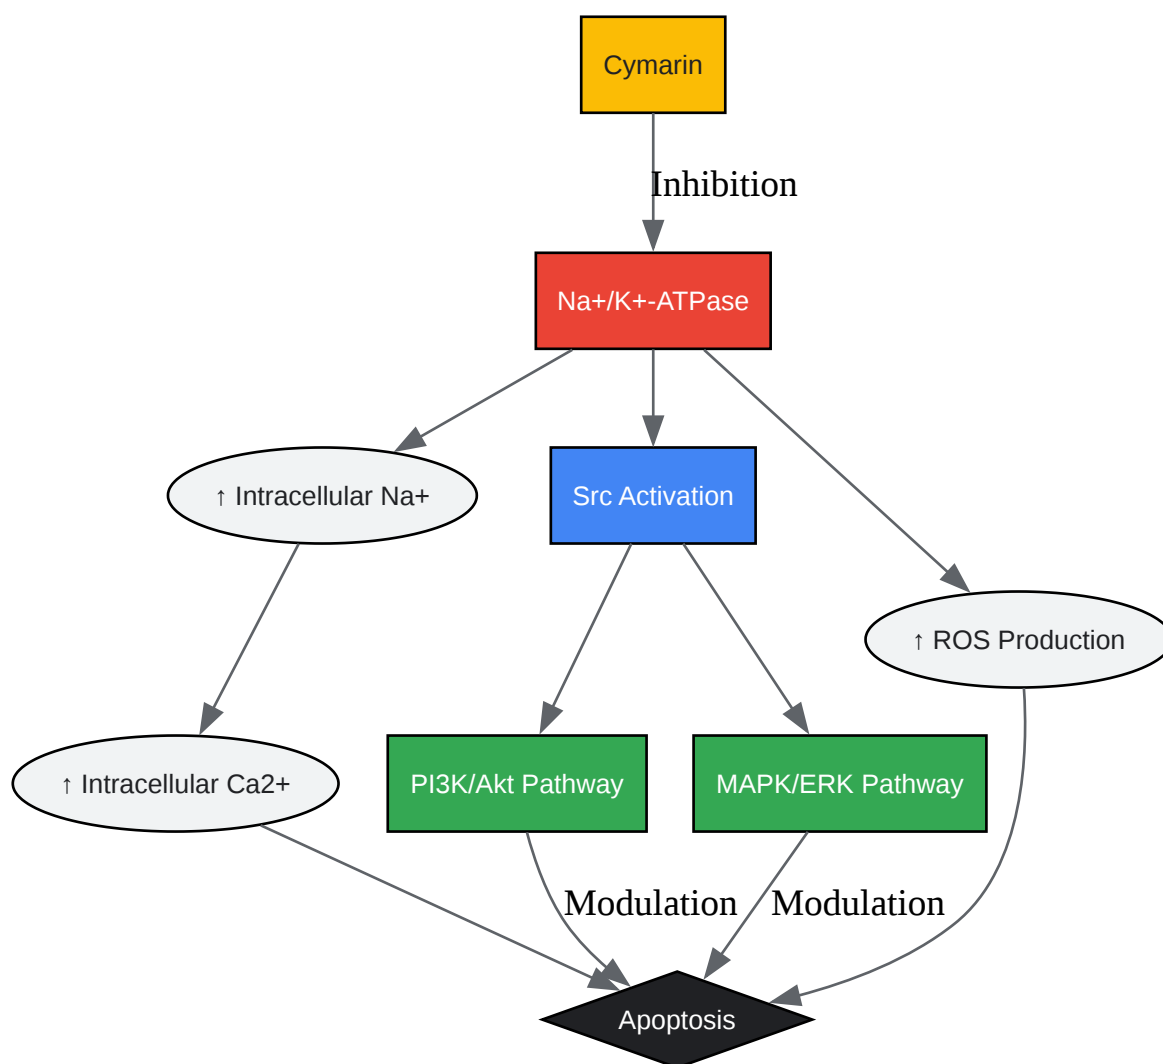 Cymarin
Inhibition
Na+/K+-ATPase
↑ Intracellular Na+
Src Activation
↑ ROS Production
↑ Intracellular Ca2+
PI3K/Akt Pathway
MAPK/ERK Pathway
Modulation
Modulation
Apoptosis